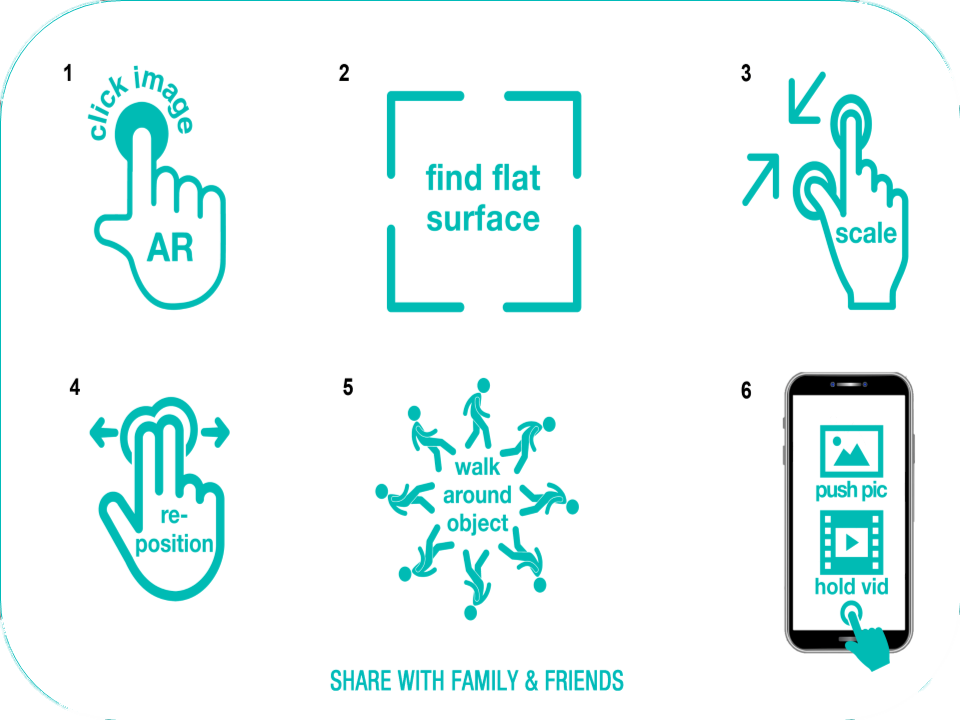 1
click image
AR
2
find flat
surface
3
scale
4
re-
position
5
walk
around
object
6
push pic
hold vid
SHARE WITH FAMILY & FRIENDS